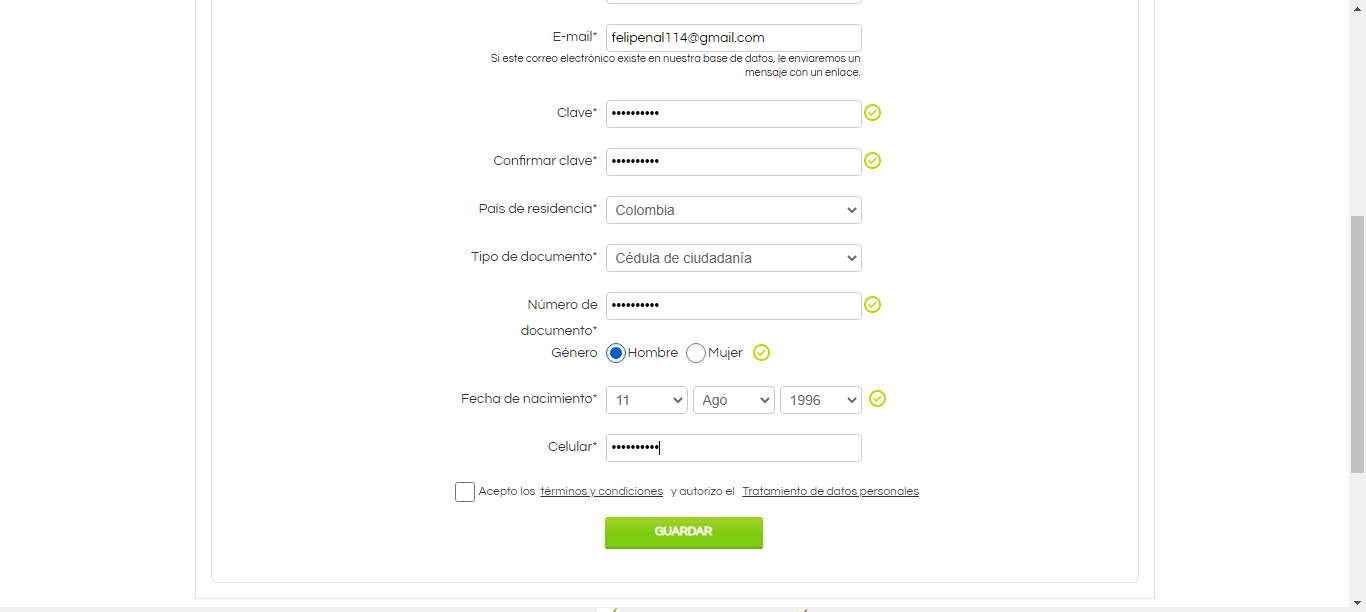 E-mail* felipenal114@gmail.com
Si este correo electrónico existe en nuestra base de datos, le enviaremos un
mensaje con un enlace.
Clave* ••••••••••
Confirmar clave* ••••••••••
País de residencia* Colombia
Tipo de documento* Cédula de ciudadanía
Número de ••••••••••
documento*
Género Hombre Mujer
Fecha de nacimiento* 11 Ago 1996
Celular* ••••••••••
Acepto los términos y condiciones y autorizo el Tratamiento de datos personales
GUARDAR